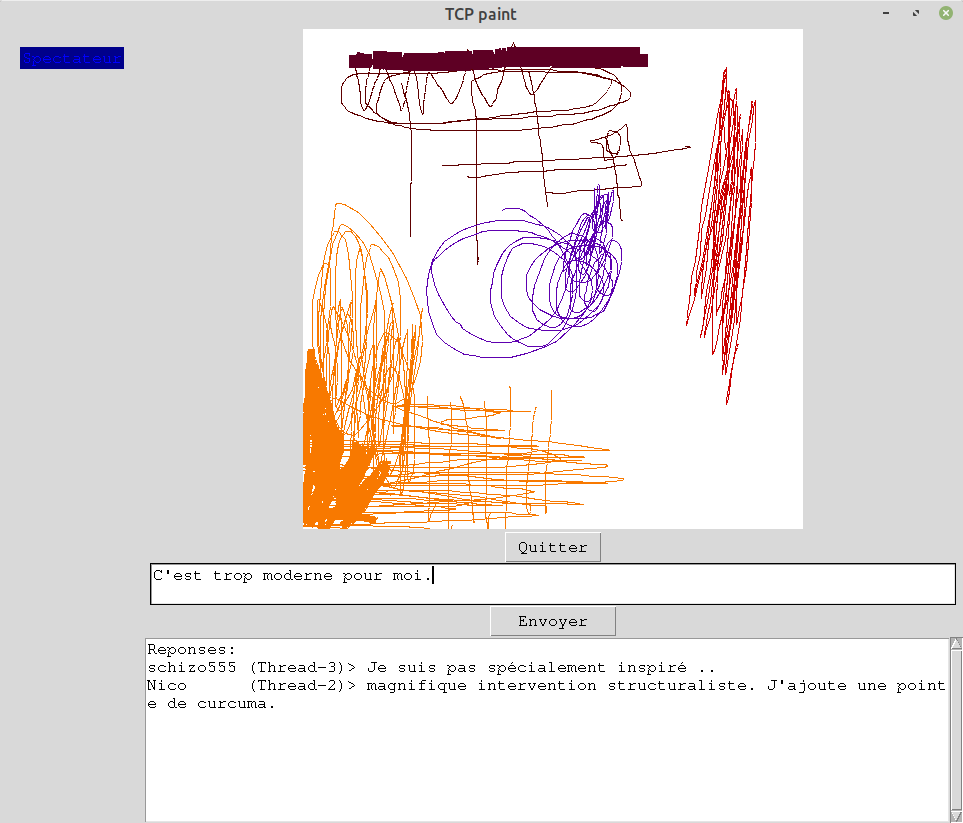 TCP paint
Spectateur
Quitter
C'est trop moderne pour moi.
Envoyer
Reponses:
schizo555 (Thread-3)> Je suis pas spécialement inspiré ..
Nico      (Thread-2)> magnifique intervention structuraliste. J'ajoute une point
e de curcuma.